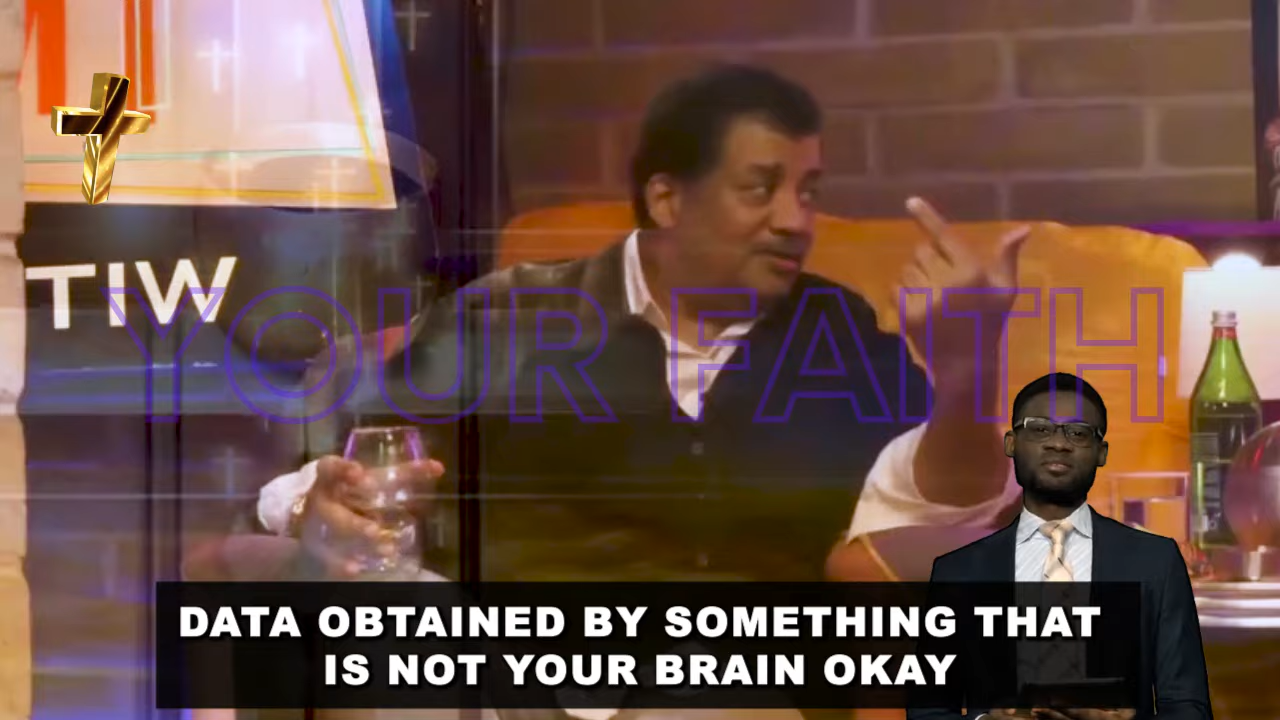 TIW
YOUR FAITH
DATA OBTAINED BY SOMETHING THAT
IS NOT YOUR BRAIN OKAY